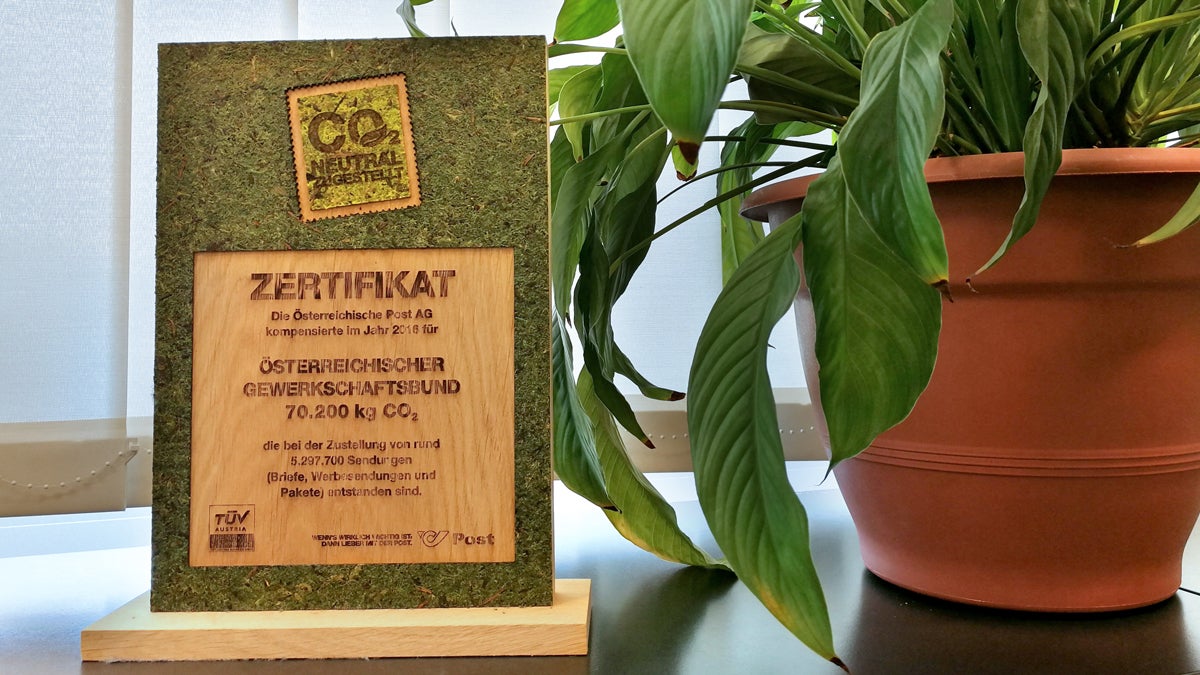 CO₂
NEUTRAL
ZUGESTELLT
ZERTIFIKAT
Die Österreichische Post AG
kompensierte im Jahr 2016 für
ÖSTERREICHISCHER
GEWERKSCHAFTSBUND
70.200 kg CO₂
die bei der Zustellung von rund
5.297.700 Sendungen
(Briefe, Werbesendungen und
Pakete) entstanden sind.
TÜV
AUSTRIA
WENN'S WIRKLICH WICHTIG IST,
DANN LIEBER MIT DER POST.
Post